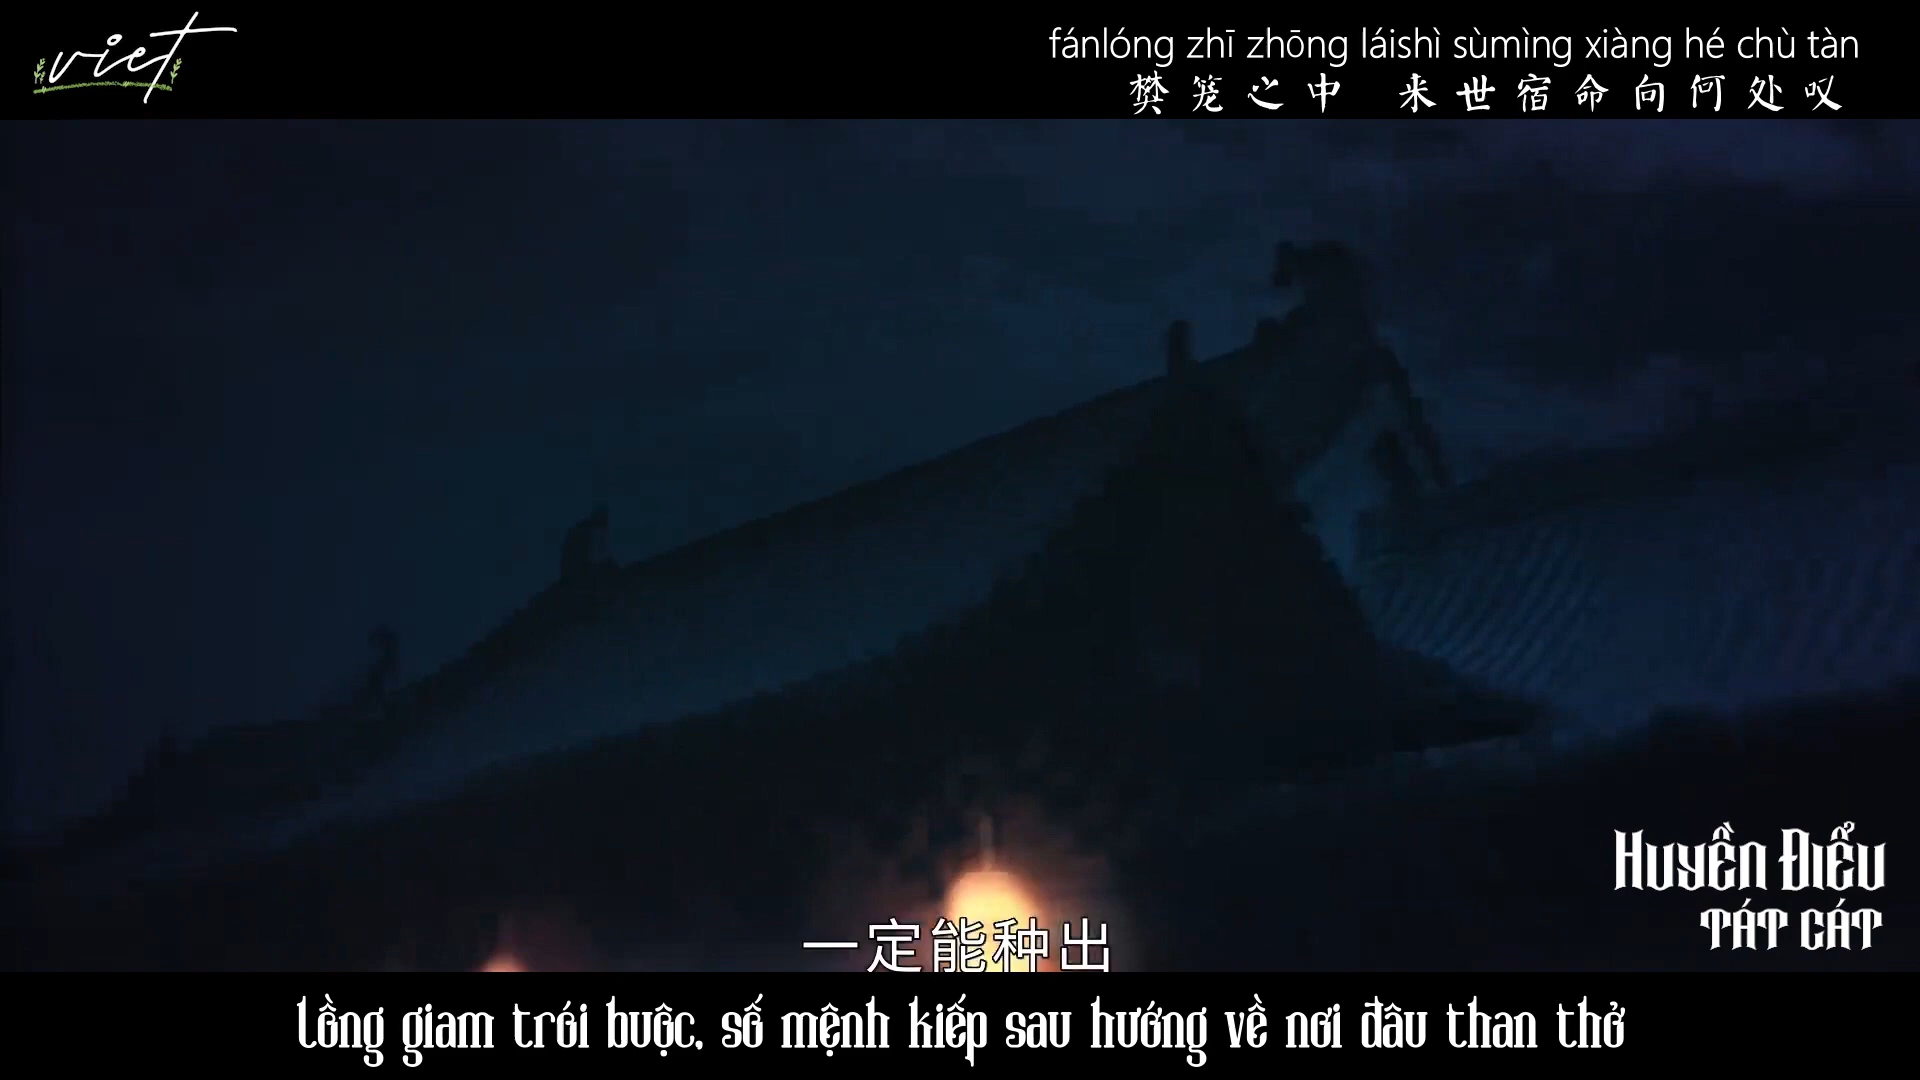 viet
fánlóng zhī zhōng láishì sùmìng xiàng hé chù tàn
樊笼之中 来世宿命向何处叹
HUYỀN ĐIỂU
TÁT CÁT
一定能种出
lồng giam trói buộc, số mệnh kiếp sau hướng về nơi đâu than thở